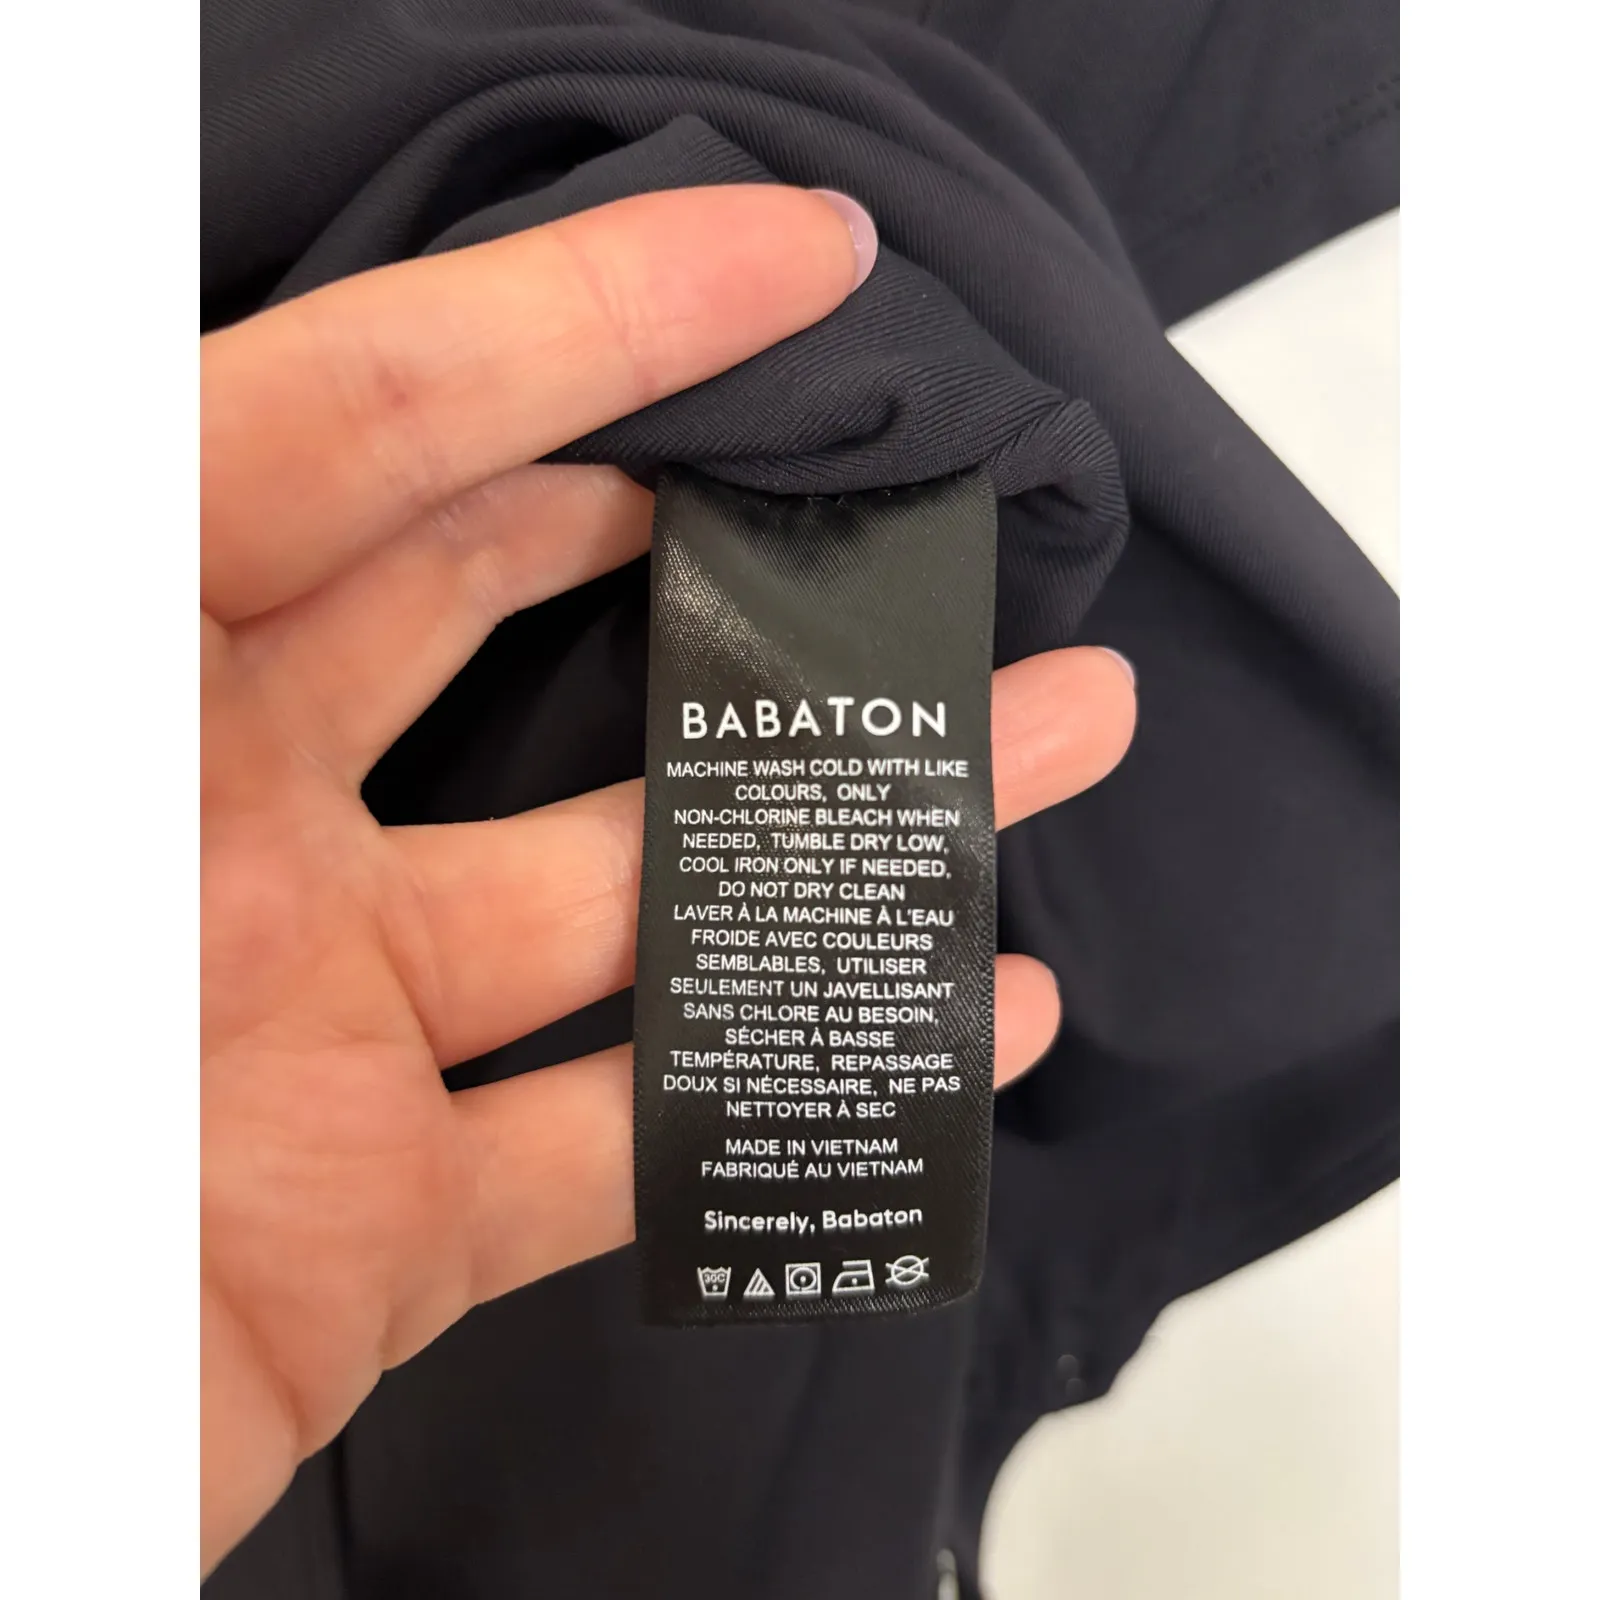 BABATON
MACHINE WASH COLD WITH LIKE
COLOURS, ONLY
NON-CHLORINE BLEACH WHEN
NEEDED, TUMBLE DRY LOW,
COOL IRON ONLY IF NEEDED,
DO NOT DRY CLEAN
LAVER À LA MACHINE À L'EAU
FROIDE AVEC COULEURS
SEMBLABLES, UTILISER
SEULEMENT UN JAVELLISANT
SANS CHLORE AU BESOIN,
SÉCHER À BASSE
TEMPÉRATURE, REPASSAGE
DOUX SI NÉCESSAIRE, NE PAS
NETTOYER À SEC
MADE IN VIETNAM
FABRIQUÉ AU VIETNAM
Sincerely, Babaton
30C